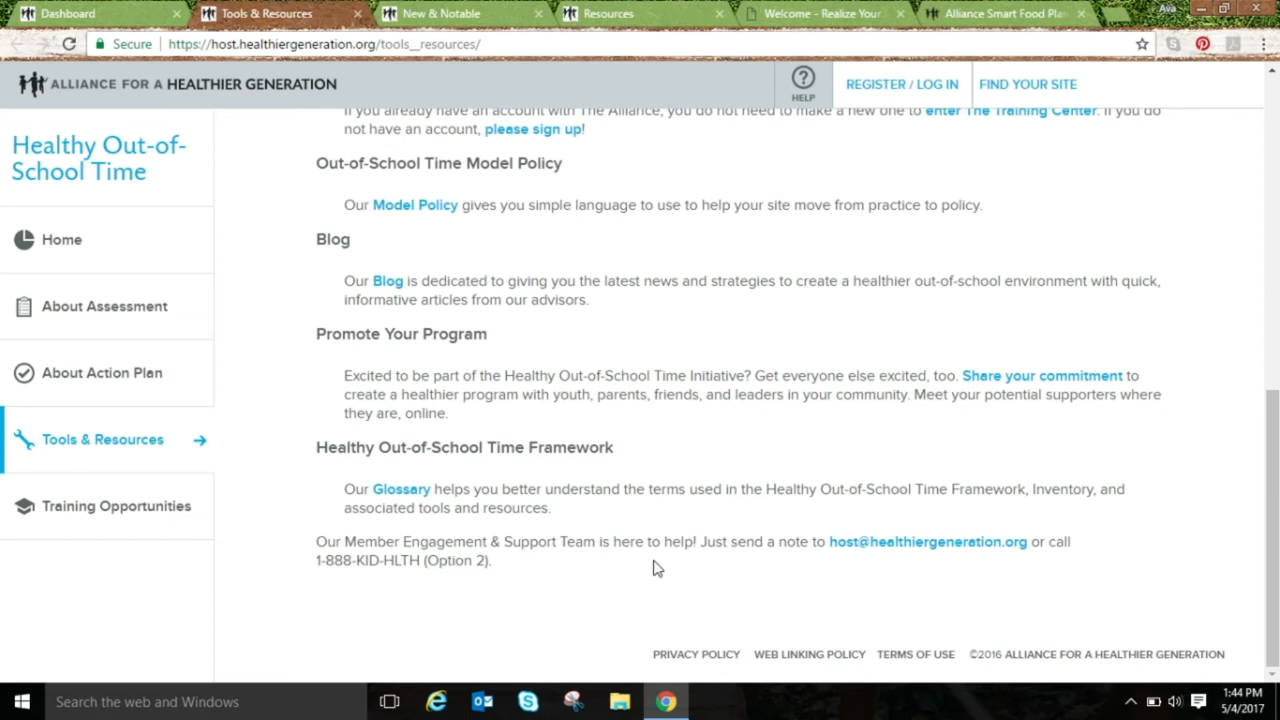 Dashboard
Tools & Resources
New & Notable
Resources
Welcome - Realize Your
Alliance Smart Food Plan
Ava
Secure
https://host.healthiergeneration.org/tools_resources/
ALLIANCE FOR A HEALTHIER GENERATION
HELP
REGISTER / LOG IN
FIND YOUR SITE
Healthy Out-of-
School Time
Home
About Assessment
About Action Plan
Tools & Resources
Training Opportunities
If you already have an account with The Alliance, you do not need to make a new one to enter The Training Center. If you do
not have an account, please sign up!
Out-of-School Time Model Policy
Our Model Policy gives you simple language to use to help your site move from practice to policy.
Blog
Our Blog is dedicated to giving you the latest news and strategies to create a healthier out-of-school environment with quick,
informative articles from our advisors.
Promote Your Program
Excited to be part of the Healthy Out-of-School Time Initiative? Get everyone else excited, too. Share your commitment to
create a healthier program with youth, parents, friends, and leaders in your community. Meet your potential supporters where
they are, online.
Healthy Out-of-School Time Framework
Our Glossary helps you better understand the terms used in the Healthy Out-of-School Time Framework, Inventory, and
associated tools and resources.
Our Member Engagement & Support Team is here to help! Just send a note to host@healthiergeneration.org or call
1-888-KID-HLTH (Option 2).
PRIVACY POLICY WEB LINKING POLICY TERMS OF USE ©2016 ALLIANCE FOR A HEALTHIER GENERATION
Search the web and Windows
1:44 PM
5/4/2017